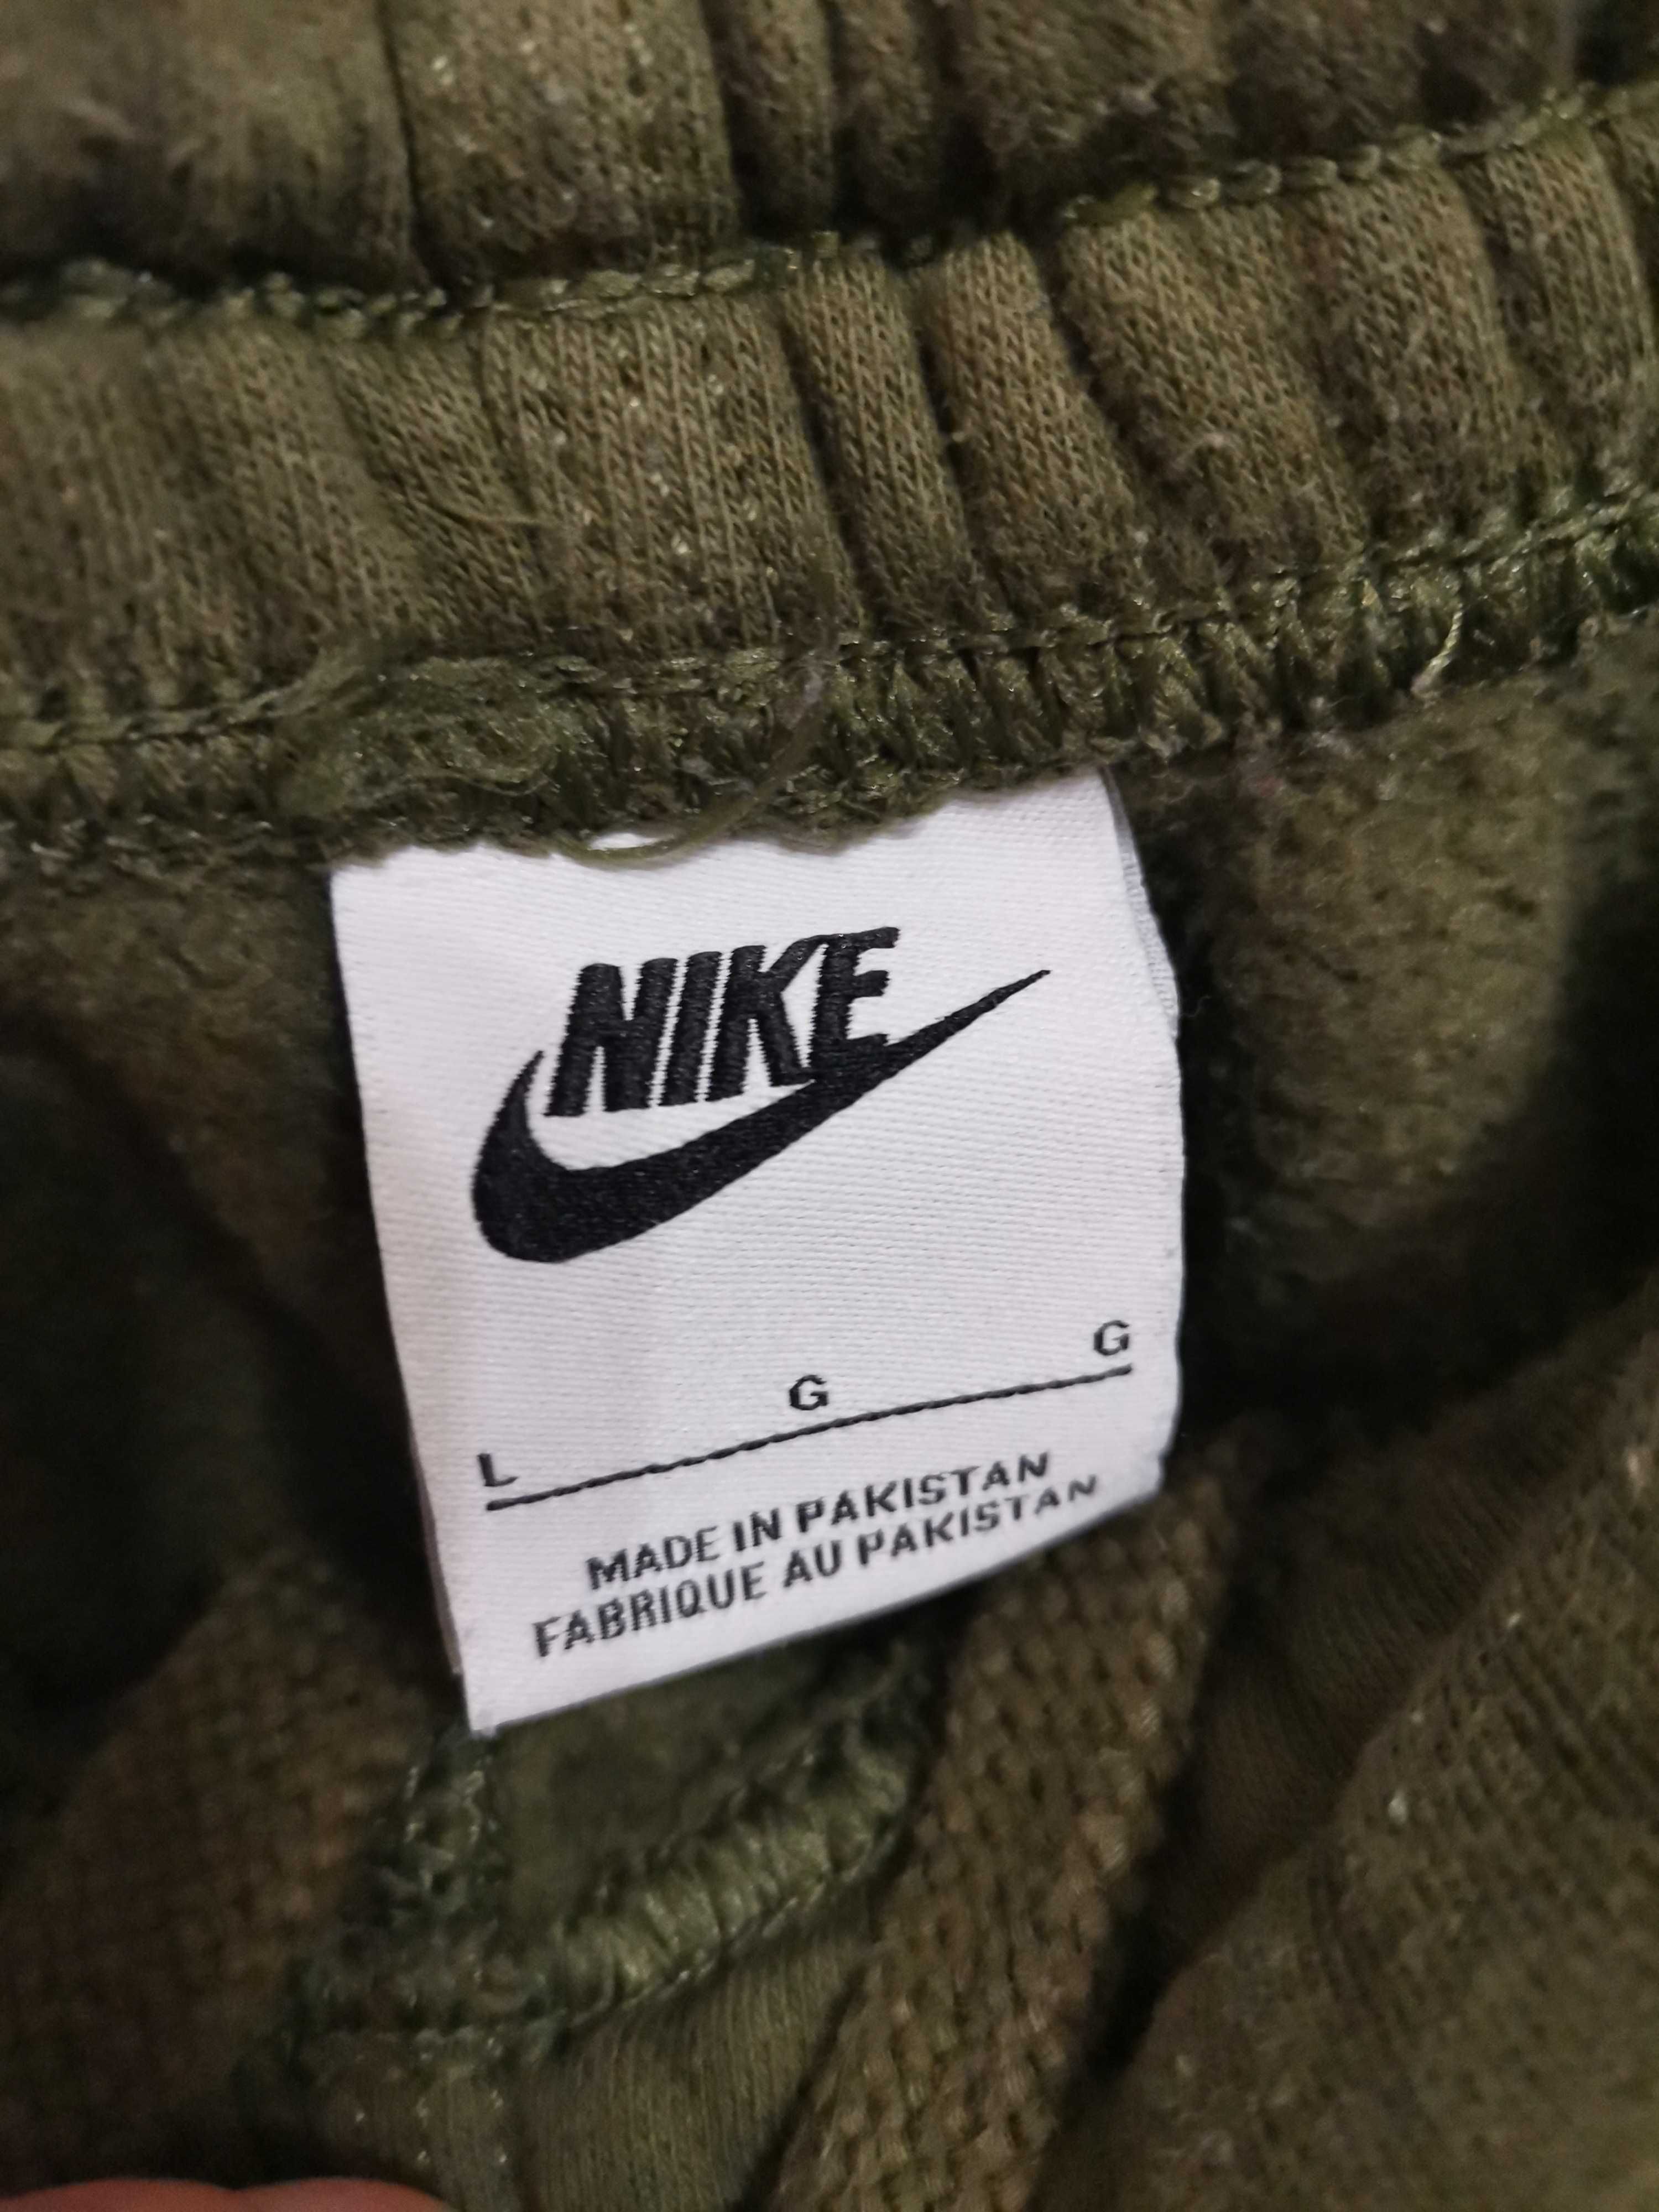 NIKE
L G G
MADE IN PAKISTAN
FABRIQUE AU PAKISTAN